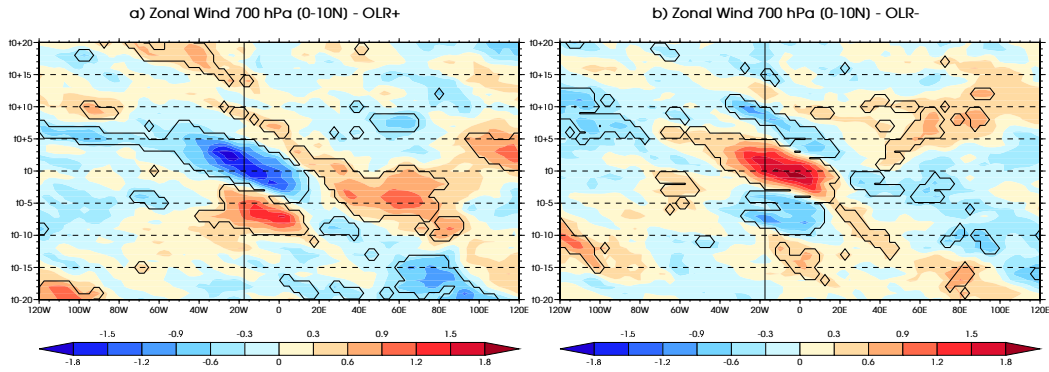 a) Zonal Wind 700 hPa (0-10N) - OLR+
t0+20
t0+15
t0+10
t0+5
t0
t0-5
t0-10
t0-15
t0-20
120W 100W 80W 60W 40W 20W 0 20E 40E 60E 80E 100E 120E
-1.5 -0.9 -0.3 0.3 0.9 1.5
-1.8 -1.2 -0.6 0 0.6 1.2 1.8
b) Zonal Wind 700 hPa (0-10N) - OLR-
t0+20
t0+15
t0+10
t0+5
t0
t0-5
t0-10
t0-15
t0-20
120W 100W 80W 60W 40W 20W 0 20E 40E 60E 80E 100E 120E
-1.5 -0.9 -0.3 0.3 0.9 1.5
-1.8 -1.2 -0.6 0 0.6 1.2 1.8